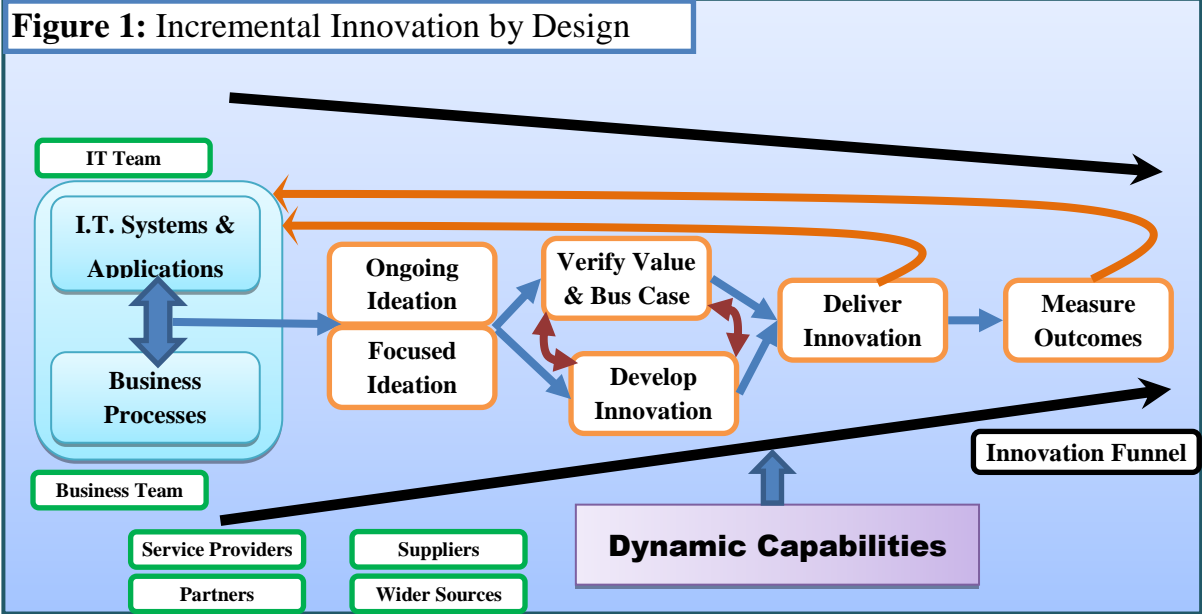 Figure 1: Incremental Innovation by Design
IT Team
I.T. Systems &
Applications
Business
Processes
Business Team
Ongoing
Ideation
Focused
Ideation
Verify Value
& Bus Case
Develop
Innovation
Deliver
Innovation
Measure
Outcomes
Innovation Funnel
Dynamic Capabilities
Service Providers
Suppliers
Partners
Wider Sources